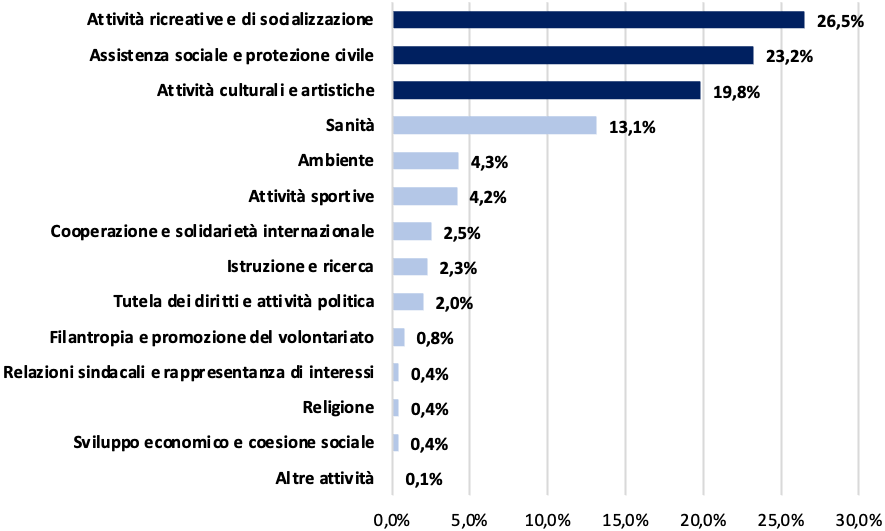 Attività ricreative e di socializzazione 26,5%
Assistenza sociale e protezione civile 23,2%
Attività culturali e artistiche 19,8%
Sanità 13,1%
Ambiente 4,3%
Attività sportive 4,2%
Cooperazione e solidarietà internazionale 2,5%
Istruzione e ricerca 2,3%
Tutela dei diritti e attività politica 2,0%
Filantropia e promozione del volontariato 0,8%
Relazioni sindacali e rappresentanza di interessi 0,4%
Religione 0,4%
Sviluppo economico e coesione sociale 0,4%
Altre attività 0,1%
0,0% 5,0% 10,0% 15,0% 20,0% 25,0% 30,0%